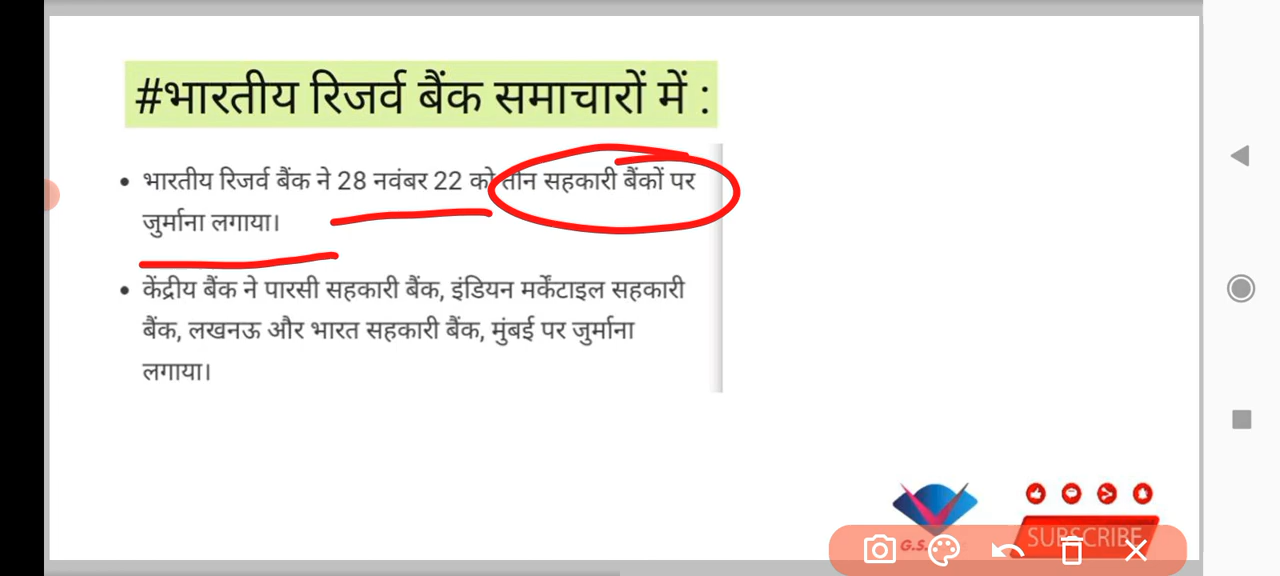 #भारतीय रिजर्व बैंक समाचारों में :
• भारतीय रिजर्व बैंक ने 28 नवंबर 22 को तीन सहकारी बैंकों पर
जुर्माना लगाया।
• केंद्रीय बैंक ने पारसी सहकारी बैंक, इंडियन मर्केंटाइल सहकारी
बैंक, लखनऊ और भारत सहकारी बैंक, मुंबई पर जुर्माना
लगाया।
G.S.
SUBSCRIBE